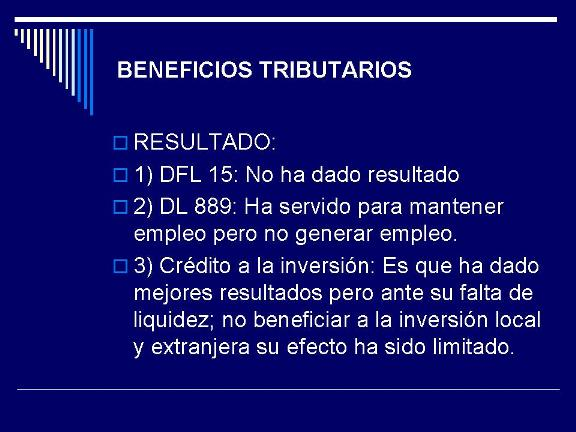 BENEFICIOS TRIBUTARIOS
RESULTADO:
1) DFL 15: No ha dado resultado
2) DL 889: Ha servido para mantener
empleo pero no generar empleo.
3) Crédito a la inversión: Es que ha dado
mejores resultados pero ante su falta de
liquidez; no beneficiar a la inversión local
y extranjera su efecto ha sido limitado.